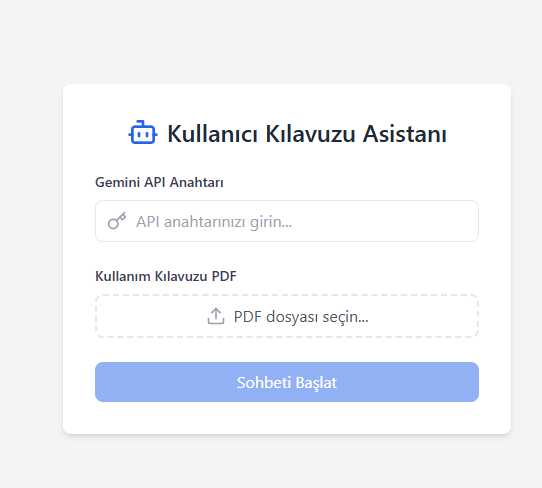 Kullanıcı Kılavuzu Asistanı
Gemini API Anahtarı
API anahtarınızı girin...
Kullanım Kılavuzu PDF
PDF dosyası seçin...
Sohbeti Başlat